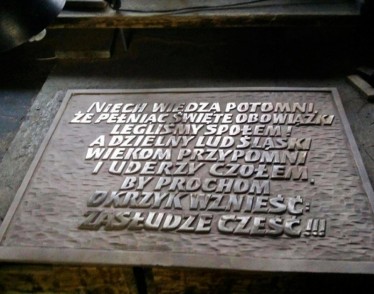 NIECH WIEDZĄ POTOMNI,
ŻE PEŁNIĄC ŚWIĘTE OBOWIĄZKI
LEGLIŚMY SPOŁEM!
A DZIELNY LUD ŚLĄSKI
WIEKOM PRZYPOMNI
I UDERZY CZOŁEM,
BY PROCHOM
OKRZYK WZNIEŚĆ:
ZASŁUDZE CZEŚĆ!!!